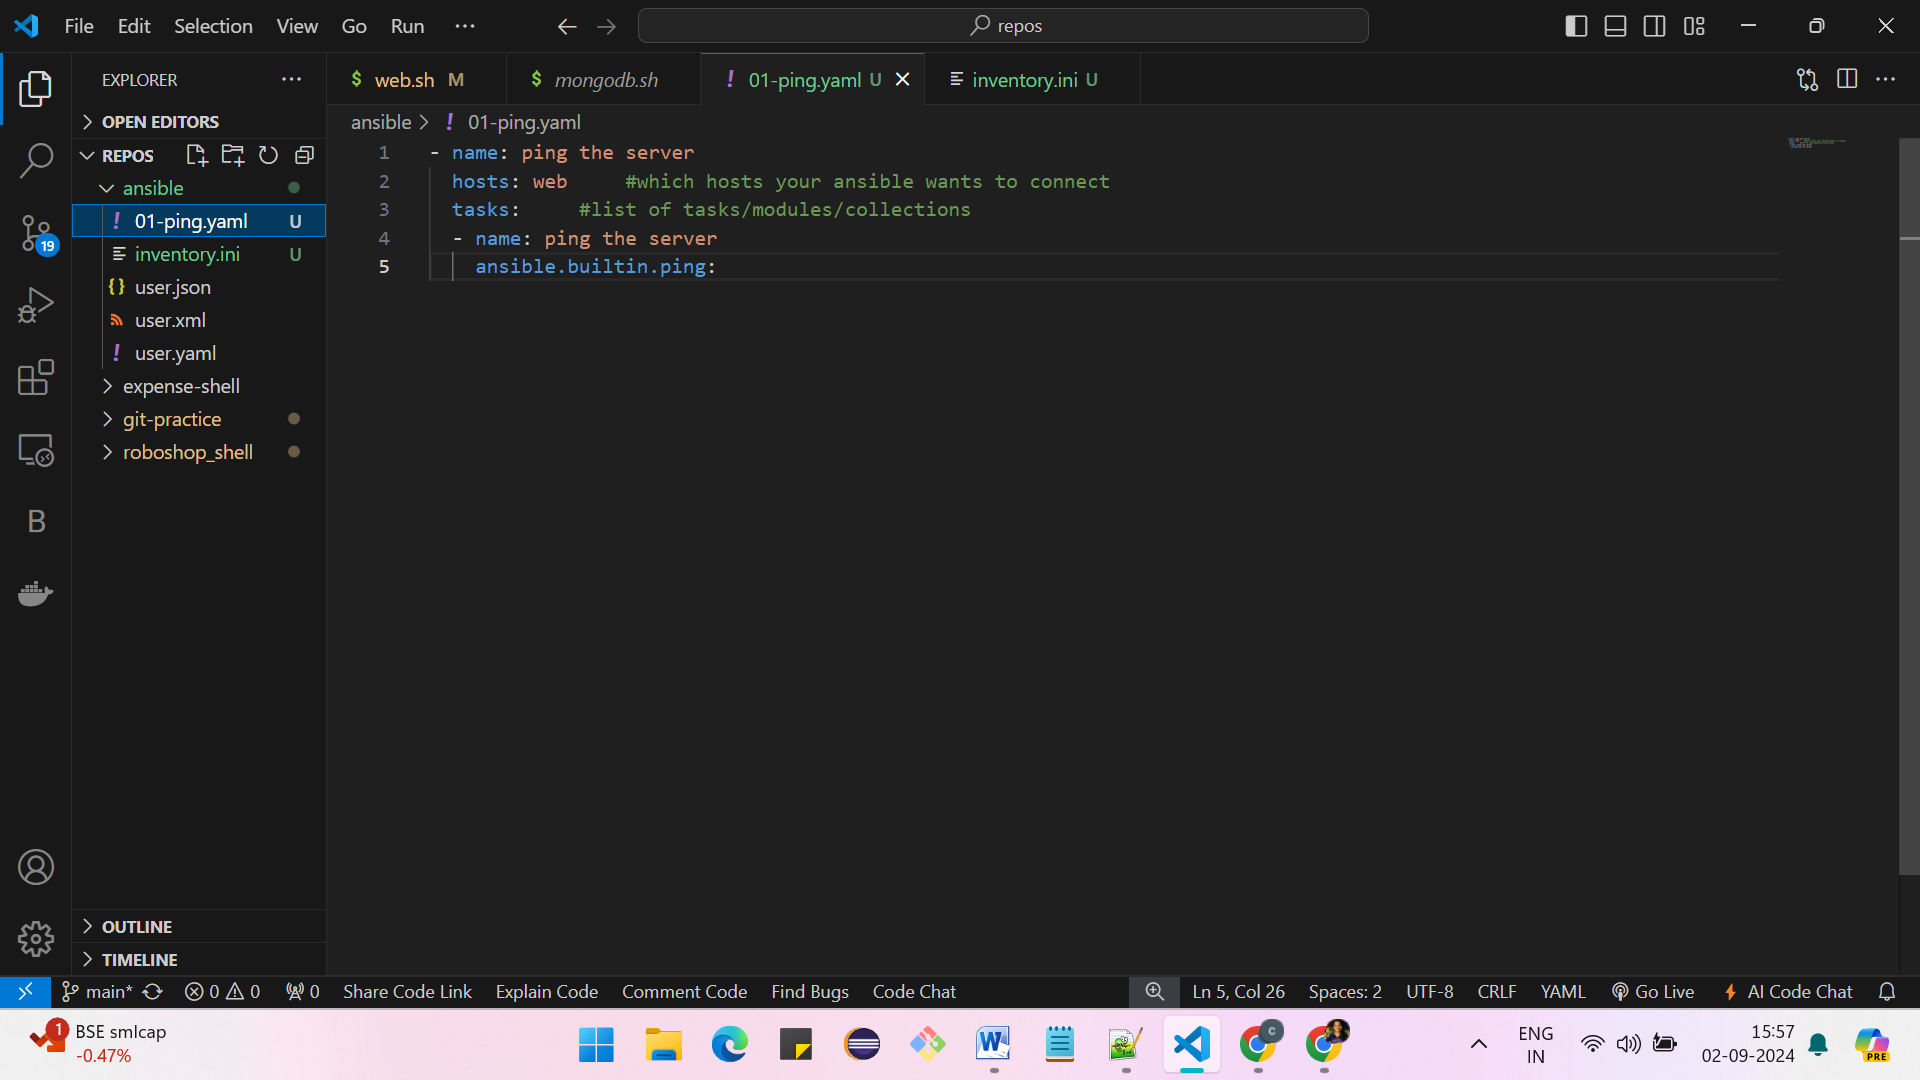 File Edit Selection View Go Run ··· repos
EXPLORER ···
$ web.sh M $ mongodb.sh ! 01-ping.yaml U inventory.ini U ···
OPEN EDITORS
ansible > ! 01-ping.yaml
REPOS
ansible
! 01-ping.yaml U
inventory.ini U
{} user.json
user.xml
! user.yaml
expense-shell
git-practice
roboshop_shell
19
B
1 - name: ping the server
2 hosts: web #which hosts your ansible wants to connect
3 tasks: #list of tasks/modules/collections
4 - name: ping the server
5 ansible.builtin.ping:
OUTLINE
TIMELINE
main* 0 0 0 Share Code Link Explain Code Comment Code Find Bugs Code Chat Ln 5, Col 26 Spaces: 2 UTF-8 CRLF YAML Go Live AI Code Chat
1 BSE smlcap
-0.47%
W
C
ENG
IN
15:57
02-09-2024
PRE